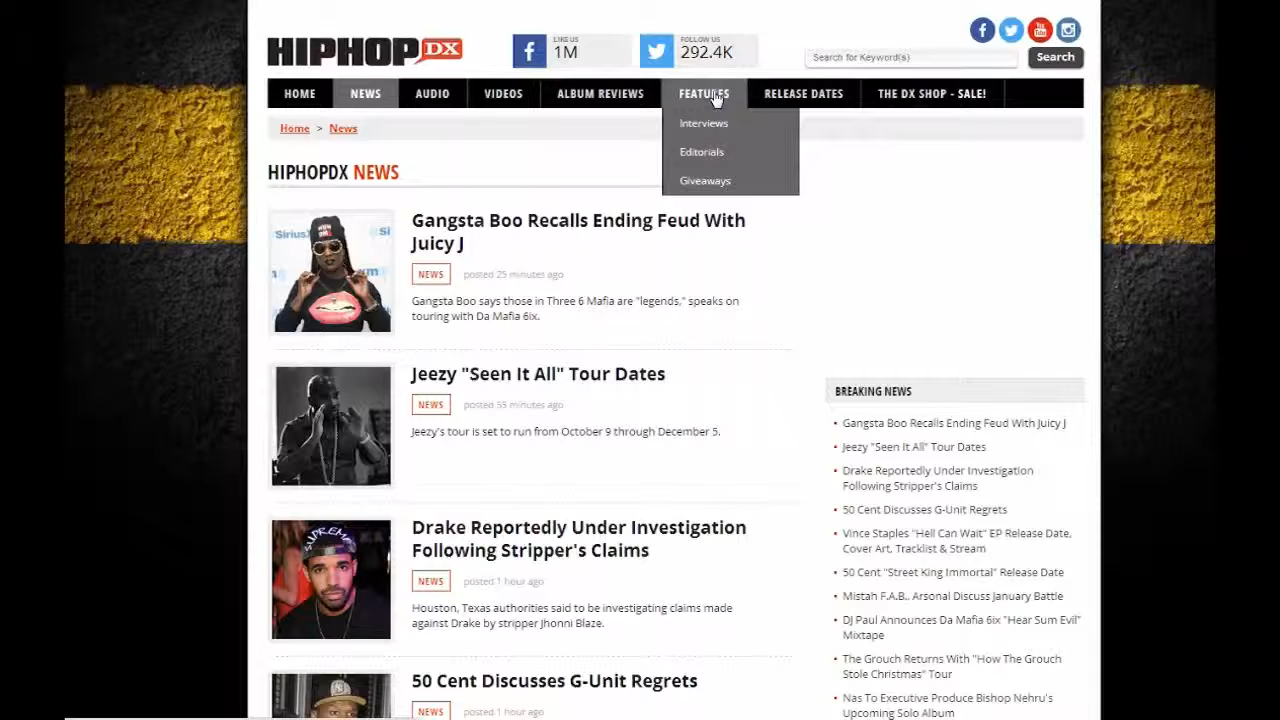 HIPHOPDX
LIKE US
1M
FOLLOW US
292.4K
Search for Keyword(s)
Search
HOME
NEWS
AUDIO
VIDEOS
ALBUM REVIEWS
FEATURES
RELEASE DATES
THE DX SHOP - SALE!
Interviews
Editorials
Giveaways
Home > News
HIPHOPDX NEWS
Gangsta Boo Recalls Ending Feud With
Juicy J
NEWS posted 25 minutes ago
Gangsta Boo says those in Three 6 Mafia are "legends," speaks on
touring with Da Mafia 6ix.
Jeezy "Seen It All" Tour Dates
NEWS posted 55 minutes ago
Jeezy's tour is set to run from October 9 through December 5.
Drake Reportedly Under Investigation
Following Stripper's Claims
NEWS posted 1 hour ago
Houston, Texas authorities said to be investigating claims made
against Drake by stripper Jhonni Blaze.
50 Cent Discusses G-Unit Regrets
NEWS posted 1 hour ago
BREAKING NEWS
Gangsta Boo Recalls Ending Feud With Juicy J
Jeezy "Seen It All" Tour Dates
Drake Reportedly Under Investigation
Following Stripper's Claims
50 Cent Discusses G-Unit Regrets
Vince Staples "Hell Can Wait" EP Release Date,
Cover Art, Tracklist & Stream
50 Cent "Street King Immortal" Release Date
Mistah F.A.B., Arsonal Discuss January Battle
DJ Paul Announces Da Mafia 6ix "Hear Sum Evil"
Mixtape
The Grouch Returns With "How The Grouch
Stole Christmas" Tour
Nas To Executive Produce Bishop Nehru's
Upcoming Solo Album